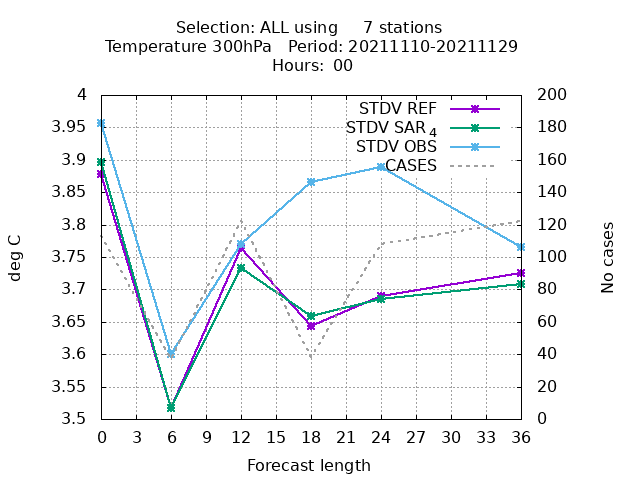 Selection: ALL using     7 stations
Temperature 300hPa   Period: 20211110-20211129
Hours:  00
STDV REF
STDV SAR4
STDV OBS
CASES
4
3.95
3.9
3.85
3.8
3.75
3.7
3.65
3.6
3.55
3.5
deg C
200
180
160
140
120
100
80
60
40
20
0
No cases
0 3 6 9 12 15 18 21 24 27 30 33 36
Forecast length